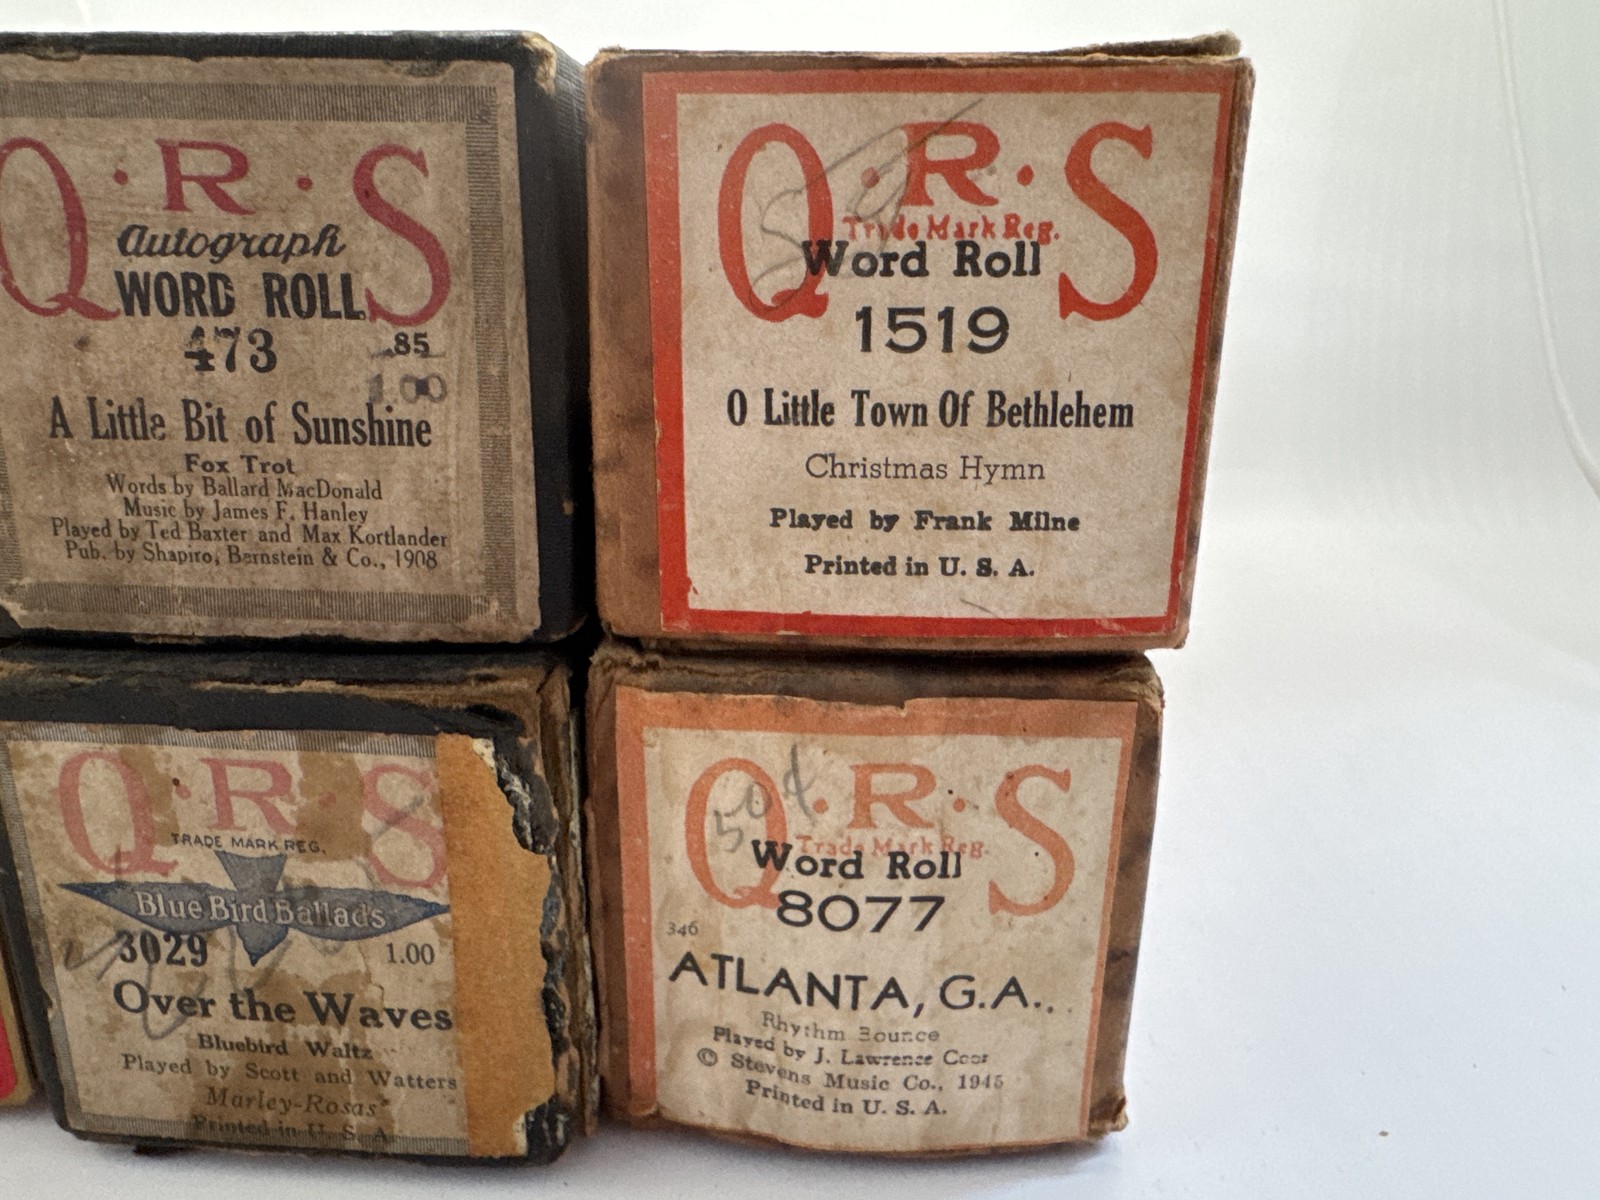 Q·R·S
Autograph
WORD ROLL
473 .85
1.00
A Little Bit of Sunshine
Fox Trot
Words by Ballard MacDonald
Music by James F. Hanley
Played by Ted Baxter and Max Kortlander
Pub. by Shapiro, Bernstein & Co., 1908
Q·R·S
Trade Mark Reg.
Word Roll
1519
O Little Town Of Bethlehem
Christmas Hymn
Played by Frank Milne
Printed in U. S. A.
Q·R·S
TRADE MARK REG.
Blue Bird Ballads
3029 1.00
Over the Waves
Bluebird Waltz
Played by Scott and Watters
Marley-Rosas
Printed in U. S. A.
50¢
Q·R·S
Trade Mark Reg.
Word Roll
8077
346
ATLANTA, G.A..
Rhythm Bounce
Played by J. Lawrence
© Stevens Music Co., 1945
Printed in U. S. A.